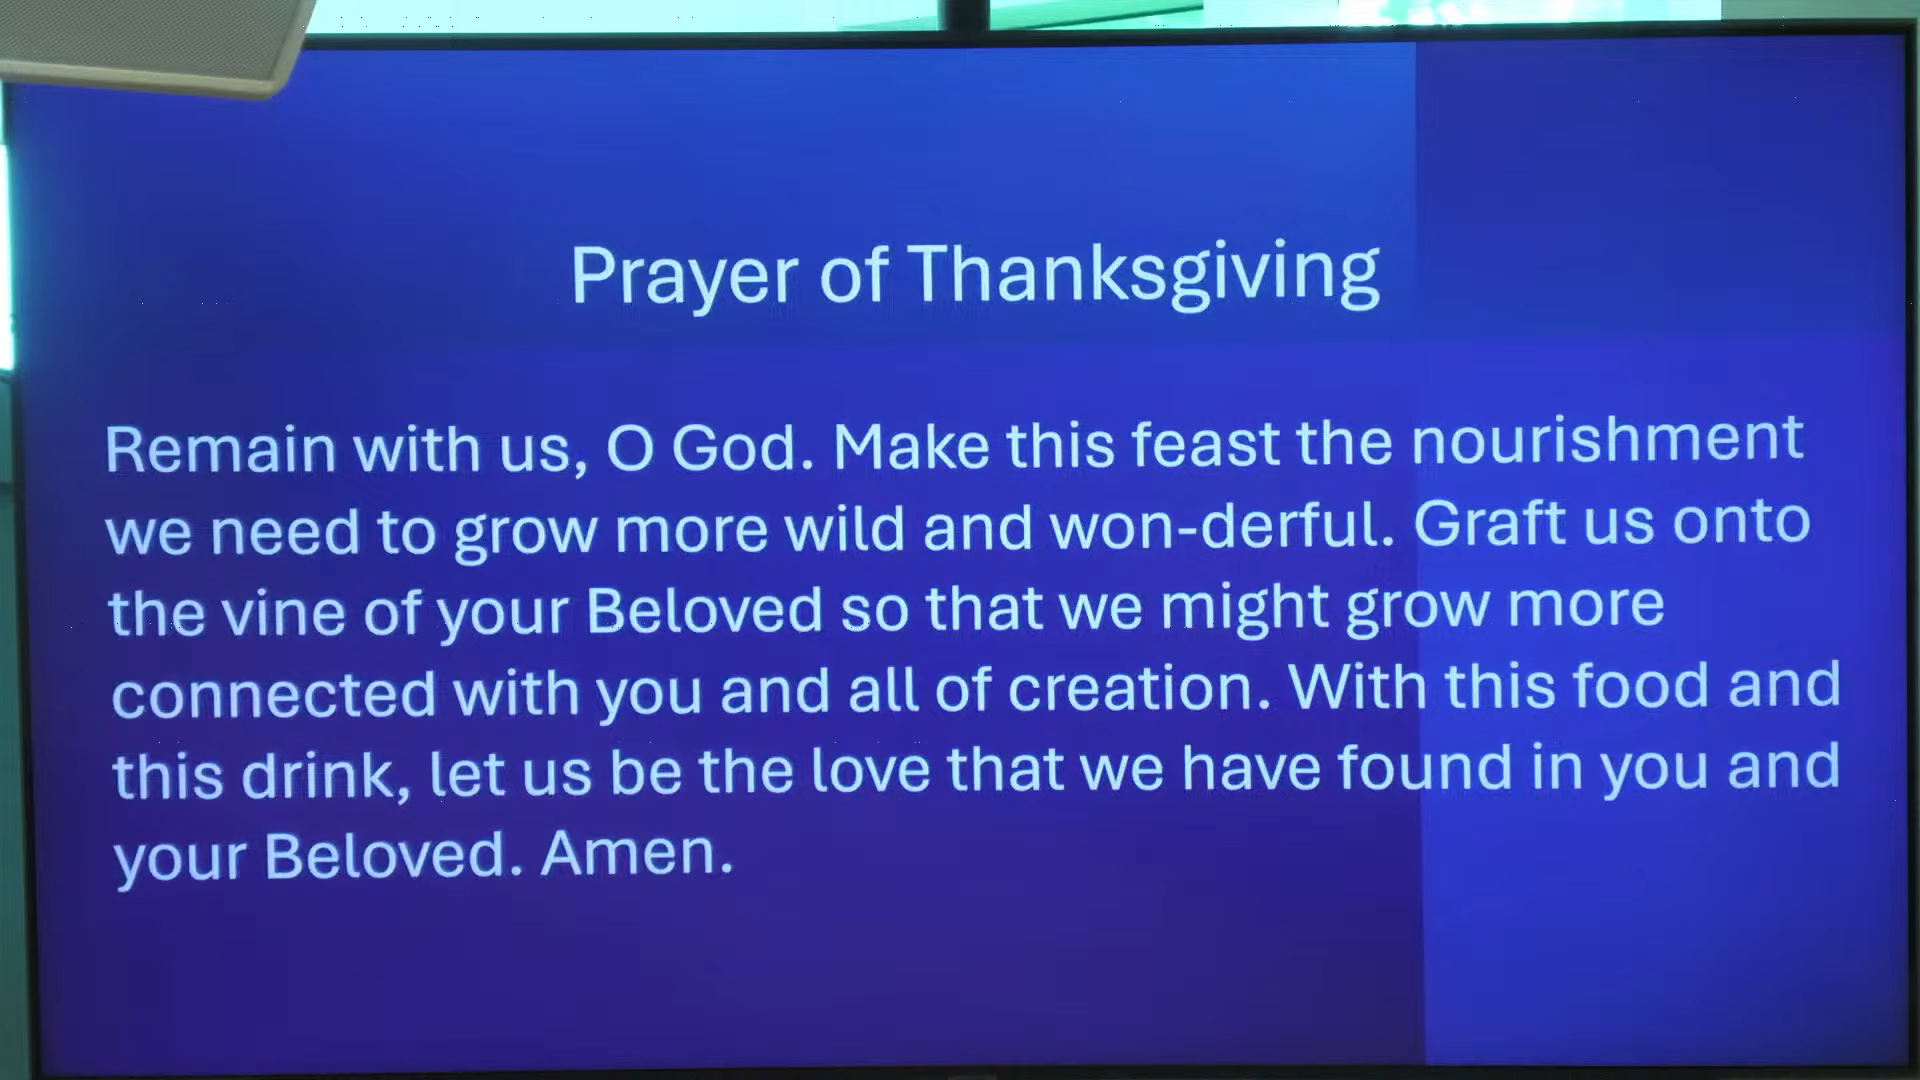 Prayer of Thanksgiving
Remain with us, O God. Make this feast the nourishment
we need to grow more wild and won-derful. Graft us onto
the vine of your Beloved so that we might grow more
connected with you and all of creation. With this food and
this drink, let us be the love that we have found in you and
your Beloved. Amen.